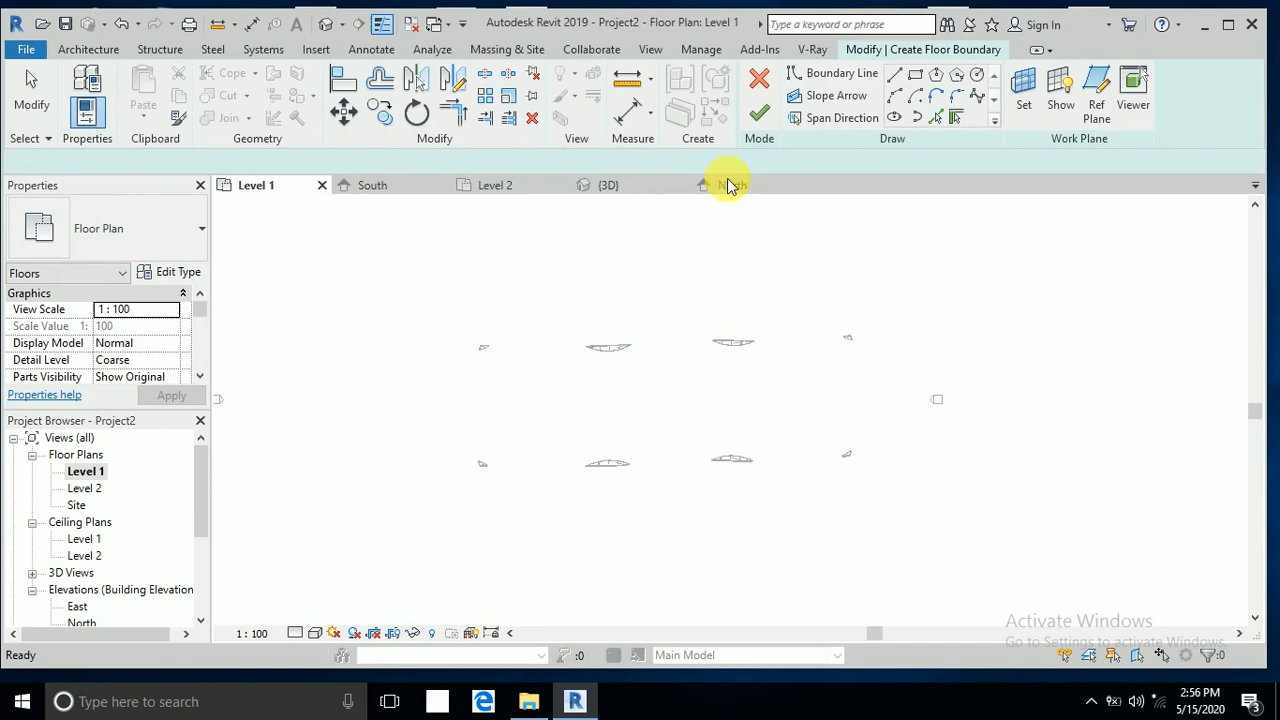 Autodesk Revit 2019 - Project2 - Floor Plan: Level 1
Type a keyword or phrase
Sign In
File Architecture Structure Steel Systems Insert Annotate Analyze Massing & Site Collaborate View Manage Add-Ins V-Ray Modify | Create Floor Boundary
Modify
Paste
Cope
Cut
Join
Boundary Line
Slope Arrow
Span Direction
Set
Show
Ref
Plane
Viewer
Select Properties Clipboard Geometry Modify View Measure Create Mode Draw Work Plane
Properties
Level 1
South
Level 2
{3D}
Floor Plan
Floors
Edit Type
Graphics
View Scale 1 : 100
Scale Value 1: 100
Display Model Normal
Detail Level Coarse
Parts Visibility Show Original
Properties help
Apply
Project Browser - Project2
Views (all)
Floor Plans
Level 1
Level 2
Site
Ceiling Plans
Level 1
Level 2
3D Views
Elevations (Building Elevation
East
North
1 : 100
Activate Windows
Go to Settings to activate Windows.
Ready
:0
Main Model
:0
Type here to search
2:56 PM
5/15/2020
3